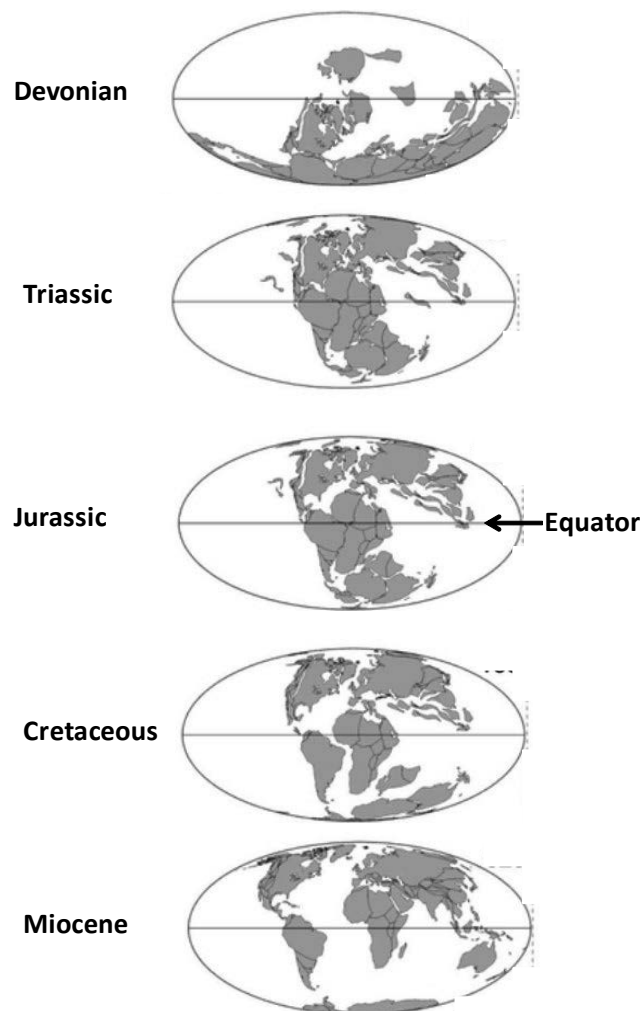 Devonian
Triassic
Jurassic
Equator
Cretaceous
Miocene